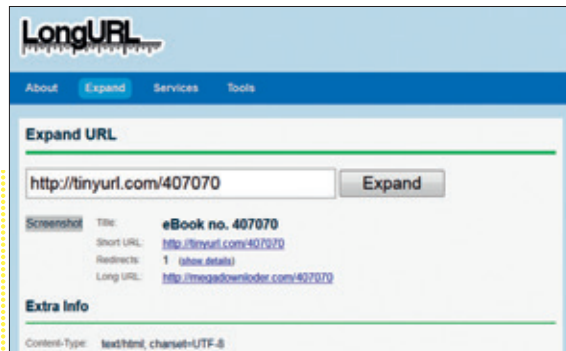 LongURL
About Expand Services Tools
Expand URL
http://tinyurl.com/407070 Expand
Screenshot Title: eBook no. 407070
Short URL: http://tinyurl.com/407070
Redirects: 1 (show details)
Long URL: http://megadownloder.com/407070
Extra Info
Content-Type: text/html; charset=UTF-8